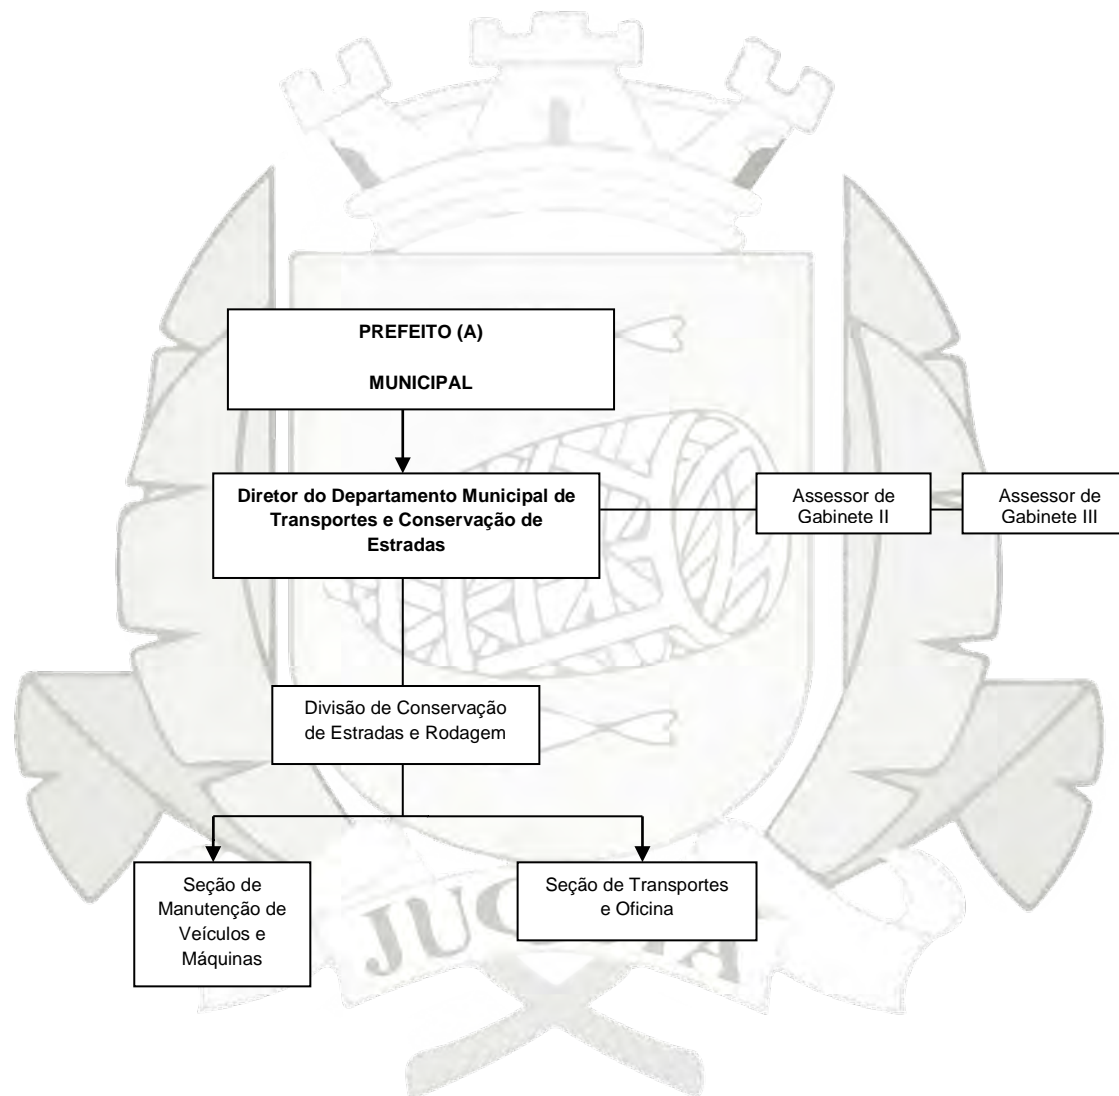 PREFEITO (A)
MUNICIPAL
Diretor do Departamento Municipal de
Transportes e Conservação de
Estradas
Assessor de
Gabinete II
Assessor de
Gabinete III
Divisão de Conservação
de Estradas e Rodagem
Seção de
Manutenção de
Veículos e
Máquinas
Seção de Transportes
e Oficina